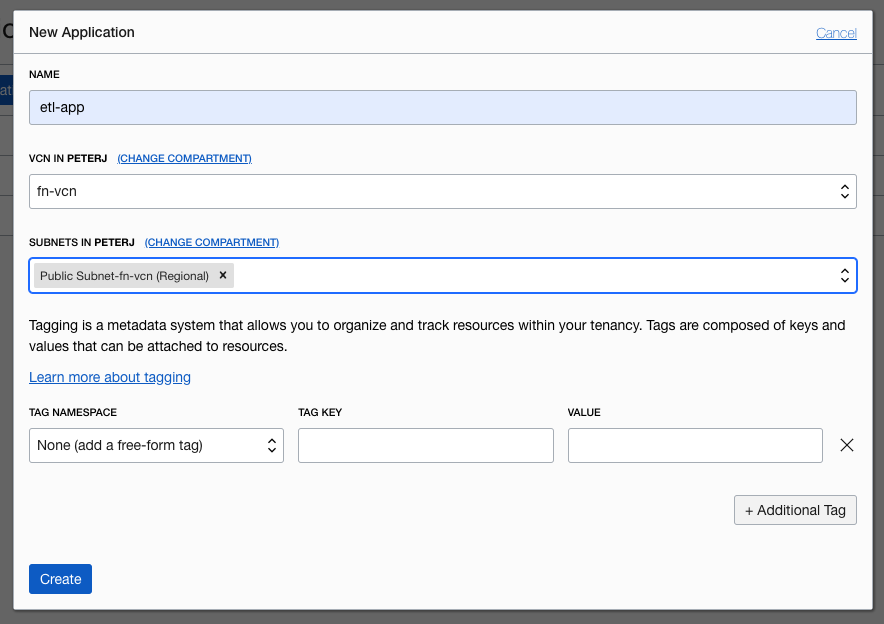 New Application
Cancel
NAME
etl-app
VCN IN PETERJ (CHANGE COMPARTMENT)
fn-vcn
SUBNETS IN PETERJ (CHANGE COMPARTMENT)
Public Subnet-fn-vcn (Regional) ×
Tagging is a metadata system that allows you to organize and track resources within your tenancy. Tags are composed of keys and
values that can be attached to resources.
Learn more about tagging
TAG NAMESPACE
TAG KEY
VALUE
None (add a free-form tag)
+ Additional Tag
Create